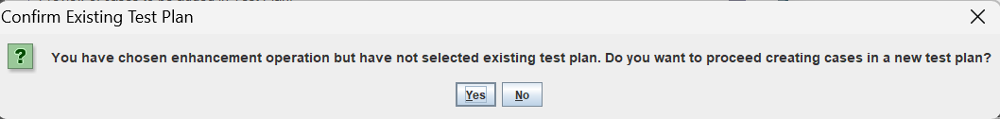 Confirm Existing Test Plan
You have chosen enhancement operation but have not selected existing test plan. Do you want to proceed creating cases in a new test plan?
Yes
No